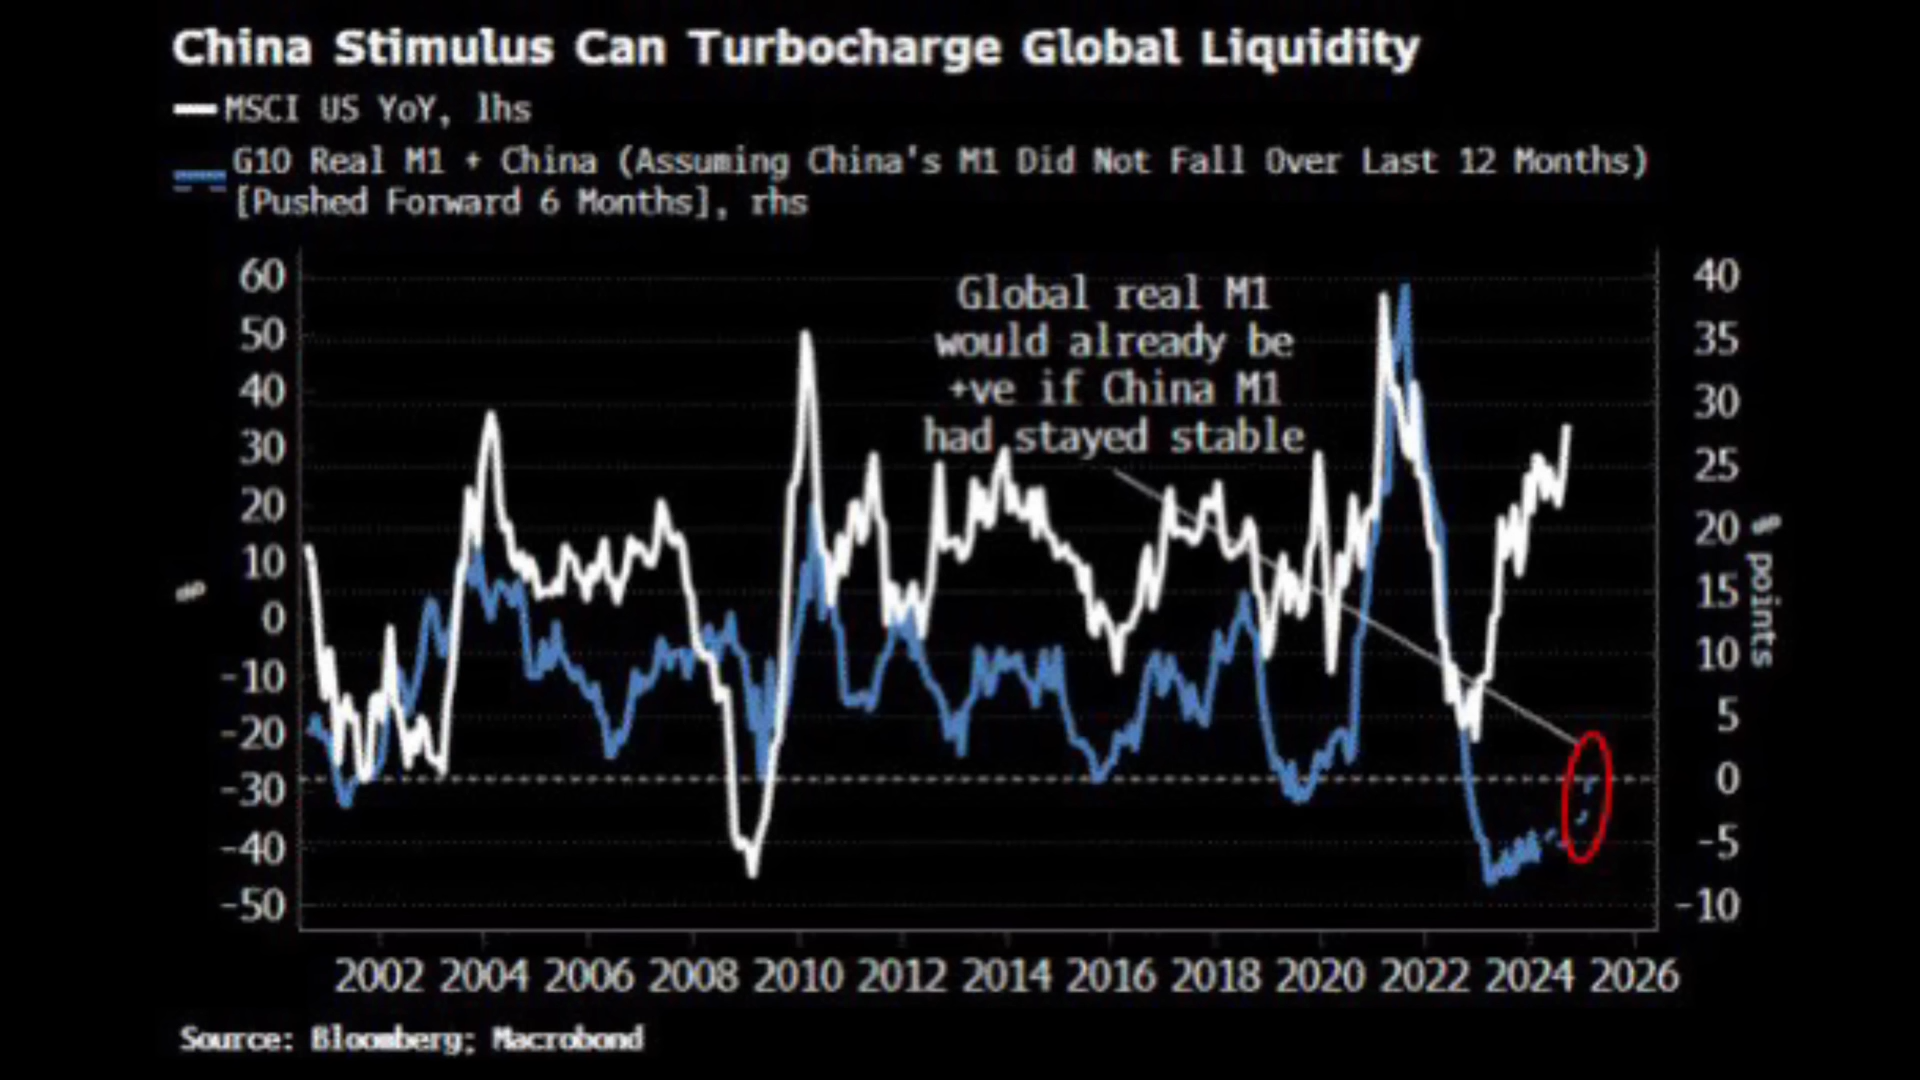 China Stimulus Can Turbocharge Global Liquidity
MSCI US YoY, lhs
G10 Real M1 + China (Assuming China's M1 Did Not Fall Over Last 12 Months)
[Pushed Forward 6 Months], rhs
Global real M1
would already be
+ve if China M1
had stayed stable
60
50
40
30
20
10
0
-10
-20
-30
-40
-50
%
40
35
30
25
20
15
10
5
0
-5
-10
% points
2002 2004 2006 2008 2010 2012 2014 2016 2018 2020 2022 2024 2026
Source: Bloomberg; Macrobond